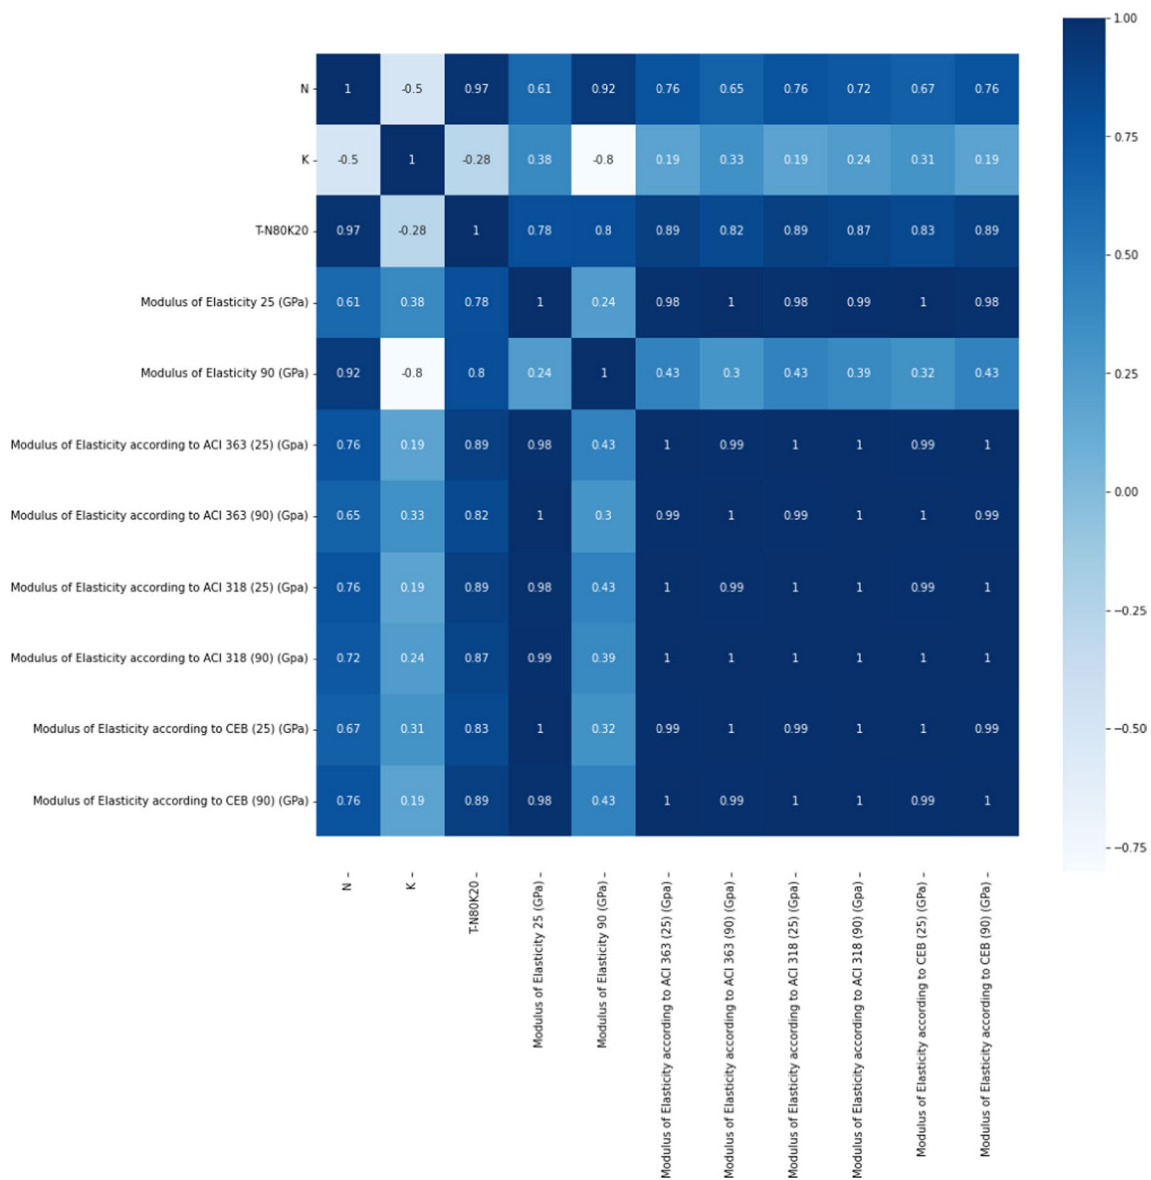 1.00
N 1 -0.5 0.97 0.61 0.92 0.76 0.65 0.76 0.72 0.67 0.76
0.75
K -0.5 1 -0.28 0.38 -0.8 0.19 0.33 0.19 0.24 0.31 0.19
T-N80K20 0.97 -0.28 1 0.78 0.8 0.89 0.82 0.89 0.87 0.83 0.89
0.50
Modulus of Elasticity 25 (GPa) 0.61 0.38 0.78 1 0.24 0.98 1 0.98 0.99 1 0.98
0.25
Modulus of Elasticity 90 (GPa) 0.92 -0.8 0.8 0.24 1 0.43 0.3 0.43 0.39 0.32 0.43
Modulus of Elasticity according to ACI 363 (25) (Gpa) 0.76 0.19 0.89 0.98 0.43 1 0.99 1 1 0.99 1
0.00
Modulus of Elasticity according to ACI 363 (90) (Gpa) 0.65 0.33 0.82 1 0.3 0.99 1 0.99 1 1 0.99
Modulus of Elasticity according to ACI 318 (25) (Gpa) 0.76 0.19 0.89 0.98 0.43 1 0.99 1 1 0.99 1
−0.25
Modulus of Elasticity according to ACI 318 (90) (Gpa) 0.72 0.24 0.87 0.99 0.39 1 1 1 1 1 1
Modulus of Elasticity according to CEB (25) (GPa) 0.67 0.31 0.83 1 0.32 0.99 1 0.99 1 1 0.99
−0.50
Modulus of Elasticity according to CEB (90) (GPa) 0.76 0.19 0.89 0.98 0.43 1 0.99 1 1 0.99 1
−0.75
N
K
T-N80K20
Modulus of Elasticity 25 (GPa)
Modulus of Elasticity 90 (GPa)
Modulus of Elasticity according to ACI 363 (25) (Gpa)
Modulus of Elasticity according to ACI 363 (90) (Gpa)
Modulus of Elasticity according to ACI 318 (25) (Gpa)
Modulus of Elasticity according to ACI 318 (90) (Gpa)
Modulus of Elasticity according to CEB (25) (GPa)
Modulus of Elasticity according to CEB (90) (GPa)